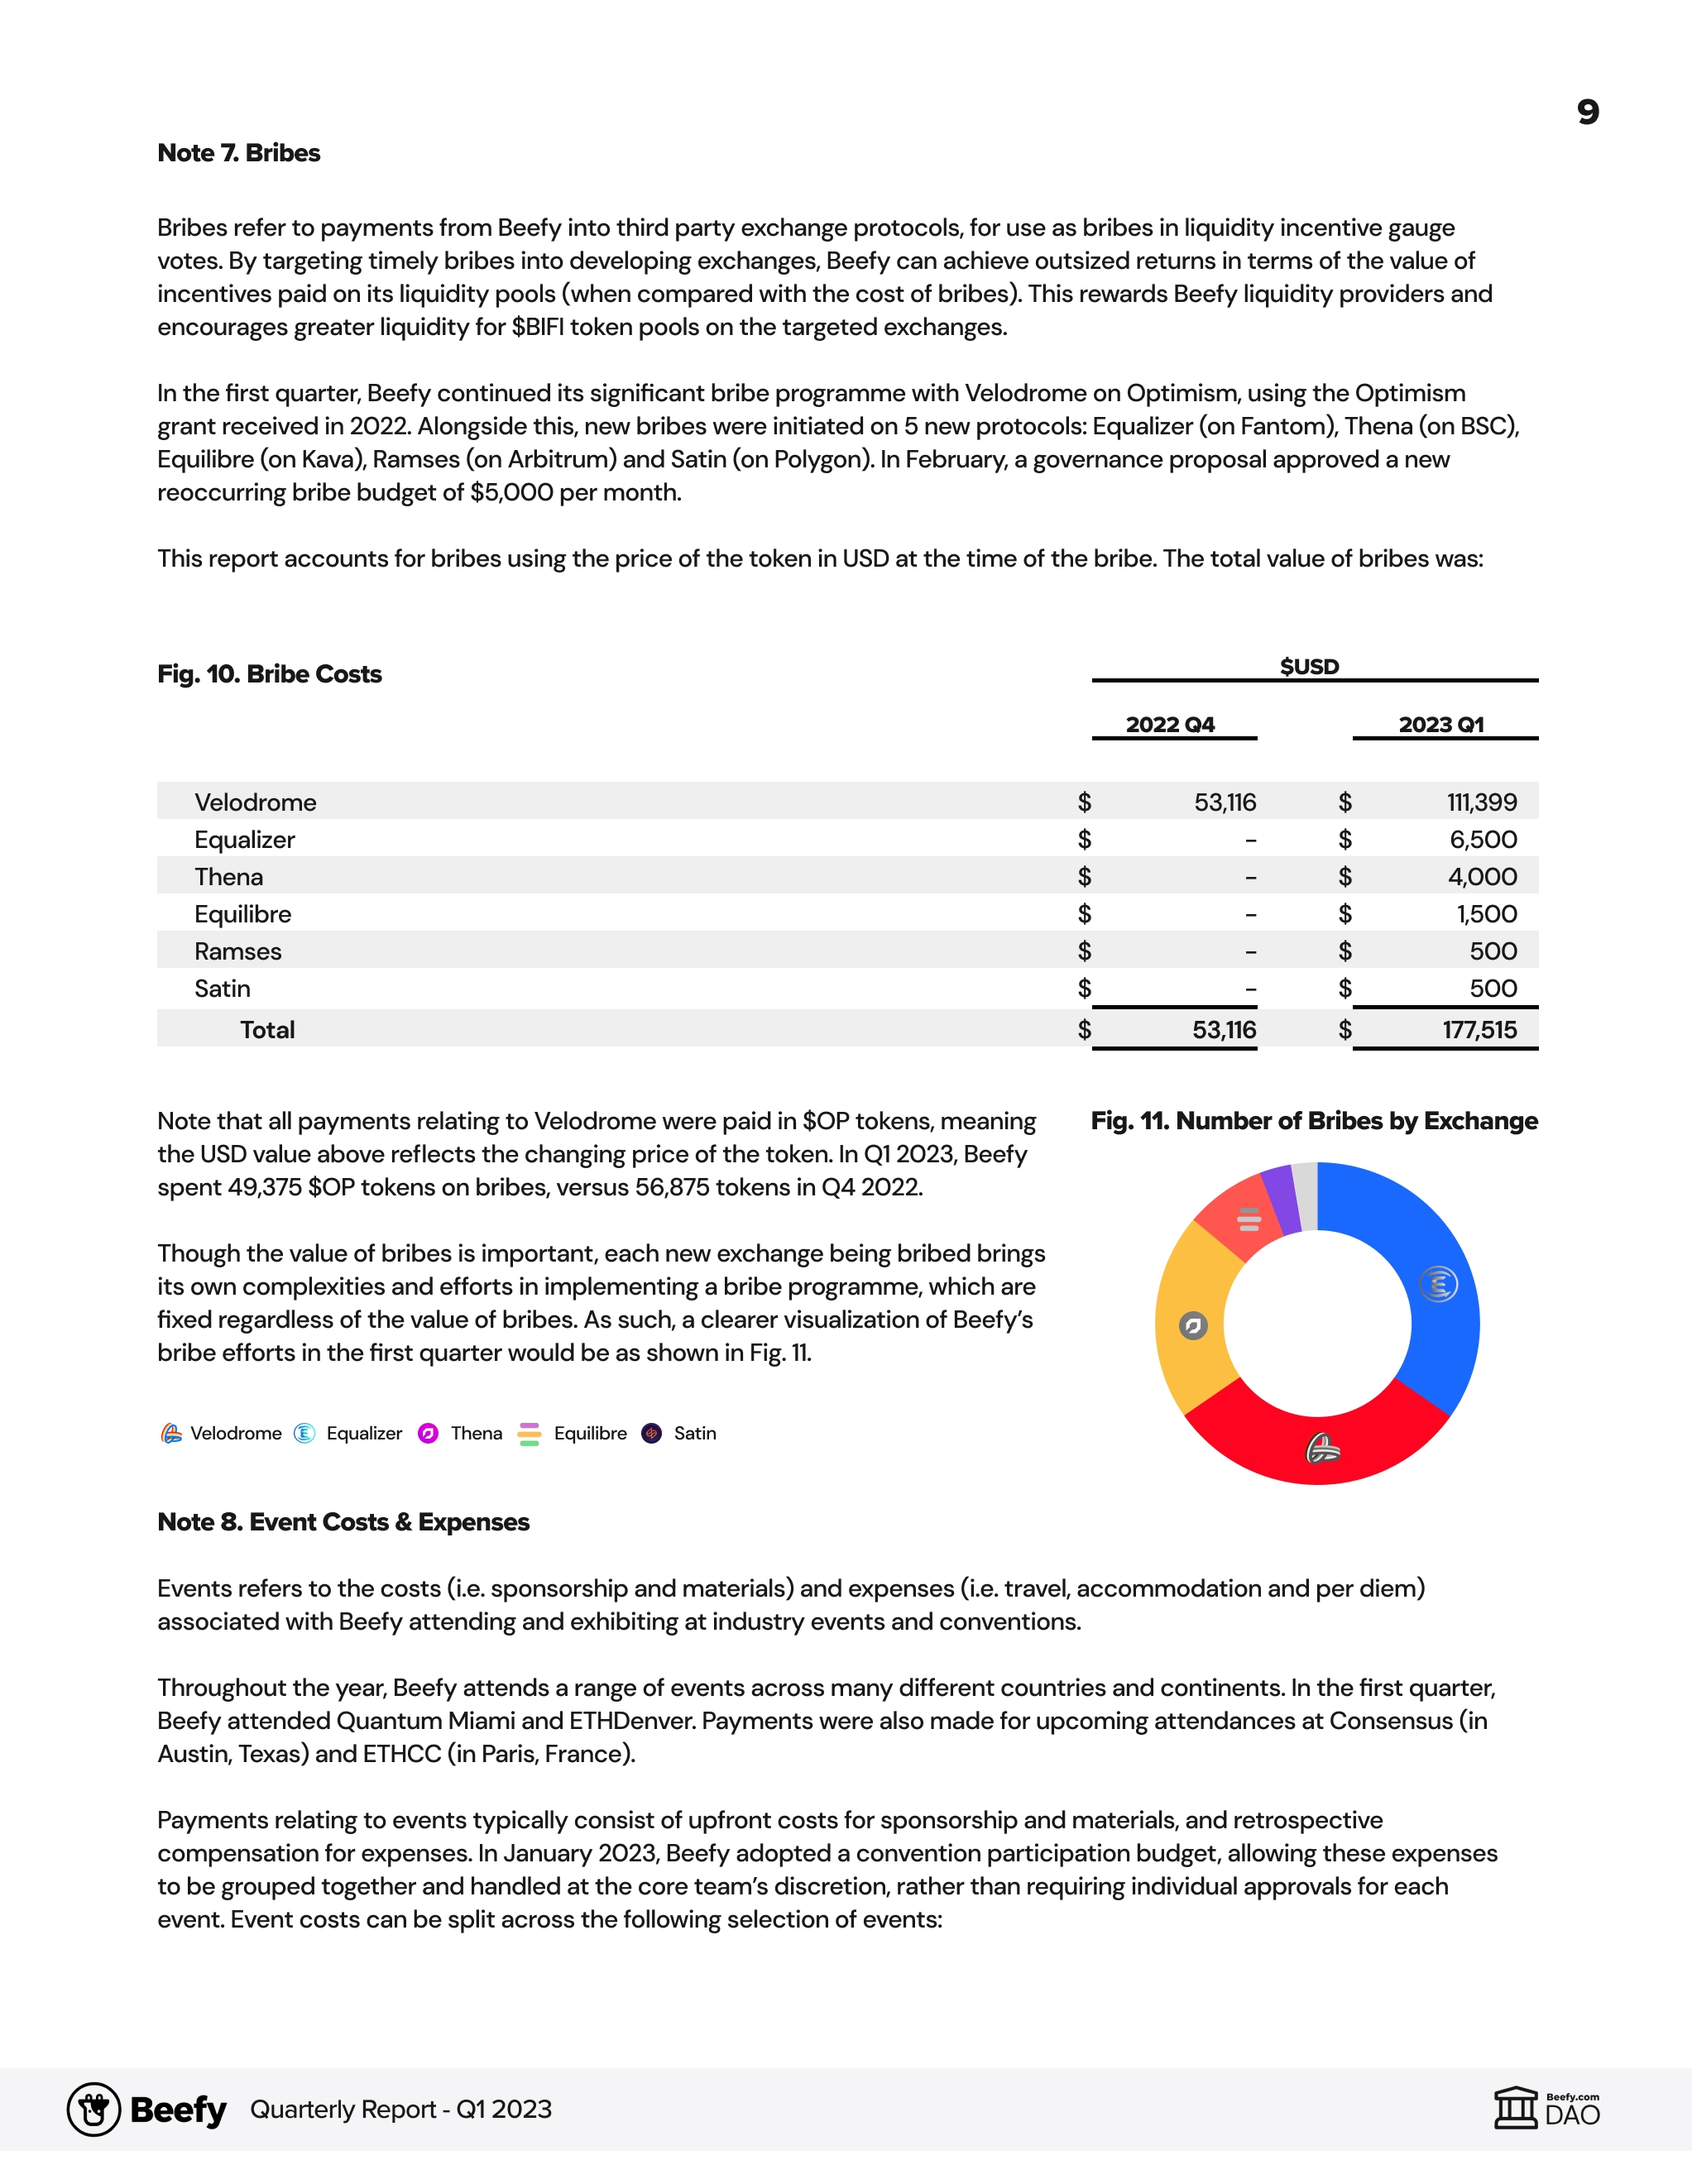 9
Note 7. Bribes
Bribes refer to payments from Beefy into third party exchange protocols, for use as bribes in liquidity incentive gauge
votes. By targeting timely bribes into developing exchanges, Beefy can achieve outsized returns in terms of the value of
incentives paid on its liquidity pools (when compared with the cost of bribes). This rewards Beefy liquidity providers and
encourages greater liquidity for $BIFI token pools on the targeted exchanges.
In the first quarter, Beefy continued its significant bribe programme with Velodrome on Optimism, using the Optimism
grant received in 2022. Alongside this, new bribes were initiated on 5 new protocols: Equalizer (on Fantom), Thena (on BSC),
Equilibre (on Kava), Ramses (on Arbitrum) and Satin (on Polygon). In February, a governance proposal approved a new
reoccurring bribe budget of $5,000 per month.
This report accounts for bribes using the price of the token in USD at the time of the bribe. The total value of bribes was:
Fig. 10. Bribe Costs
$USD
2022 Q4 2023 Q1
Velodrome $ 53,116 $ 111,399
Equalizer $ – $ 6,500
Thena $ – $ 4,000
Equilibre $ – $ 1,500
Ramses $ – $ 500
Satin $ – $ 500
Total $ 53,116 $ 177,515
Note that all payments relating to Velodrome were paid in $OP tokens, meaning
the USD value above reflects the changing price of the token. In Q1 2023, Beefy
spent 49,375 $OP tokens on bribes, versus 56,875 tokens in Q4 2022.
Though the value of bribes is important, each new exchange being bribed brings
its own complexities and efforts in implementing a bribe programme, which are
fixed regardless of the value of bribes. As such, a clearer visualization of Beefy's
bribe efforts in the first quarter would be as shown in Fig. 11.
Velodrome Equalizer Thena Equilibre Satin
Fig. 11. Number of Bribes by Exchange
Note 8. Event Costs & Expenses
Events refers to the costs (i.e. sponsorship and materials) and expenses (i.e. travel, accommodation and per diem)
associated with Beefy attending and exhibiting at industry events and conventions.
Throughout the year, Beefy attends a range of events across many different countries and continents. In the first quarter,
Beefy attended Quantum Miami and ETHDenver. Payments were also made for upcoming attendances at Consensus (in
Austin, Texas) and ETHCC (in Paris, France).
Payments relating to events typically consist of upfront costs for sponsorship and materials, and retrospective
compensation for expenses. In January 2023, Beefy adopted a convention participation budget, allowing these expenses
to be grouped together and handled at the core team's discretion, rather than requiring individual approvals for each
event. Event costs can be split across the following selection of events:
Beefy Quarterly Report - Q1 2023
Beefy.com
DAO